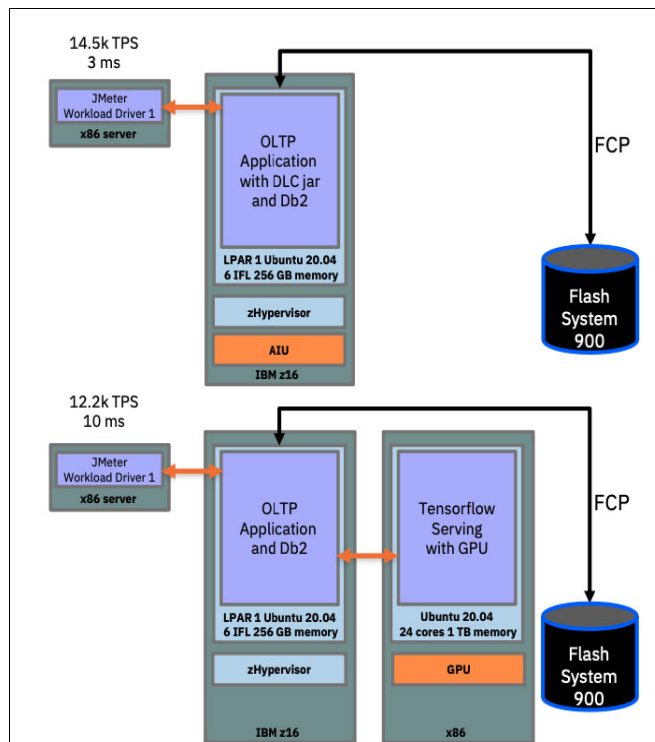 14.5k TPS
3 ms
JMeter
Workload Driver 1
x86 server
OLTP
Application
with DLC jar
and Db2
LPAR 1 Ubuntu 20.04
6 IFL 256 GB memory
zHypervisor
AIU
IBM z16
FCP
Flash
System
900
12.2k TPS
10 ms
JMeter
Workload Driver 1
x86 server
OLTP
Application
and Db2
LPAR 1 Ubuntu 20.04
6 IFL 256 GB memory
zHypervisor
IBM z16
Tensorflow
Serving
with GPU
Ubuntu 20.04
24 cores 1 TB memory
GPU
x86
FCP
Flash
System
900